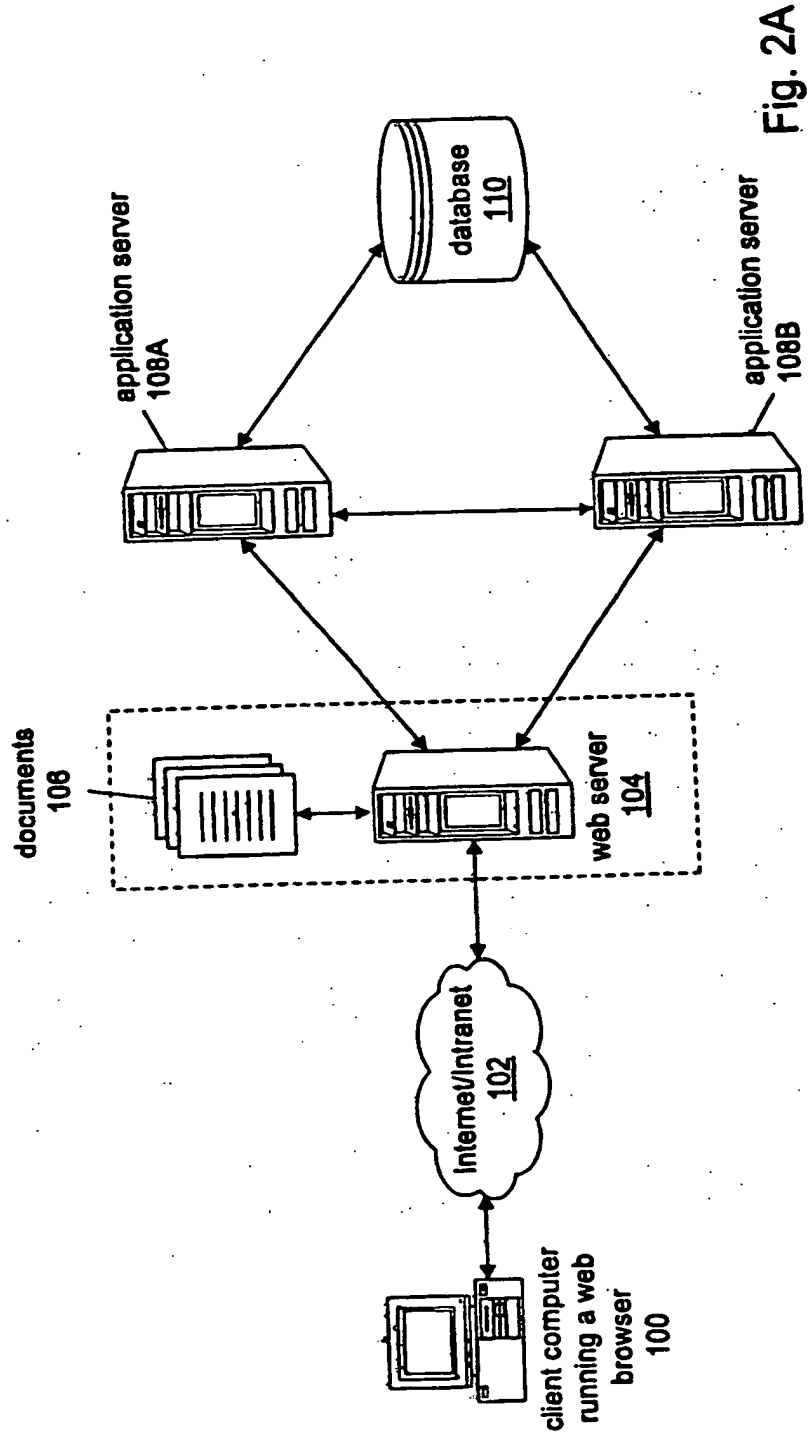 documents
106
application server
108A
database
110
web server
104
Internet/Intranet
102
client computer
running a web
browser
100
application server
108B
Fig. 2A